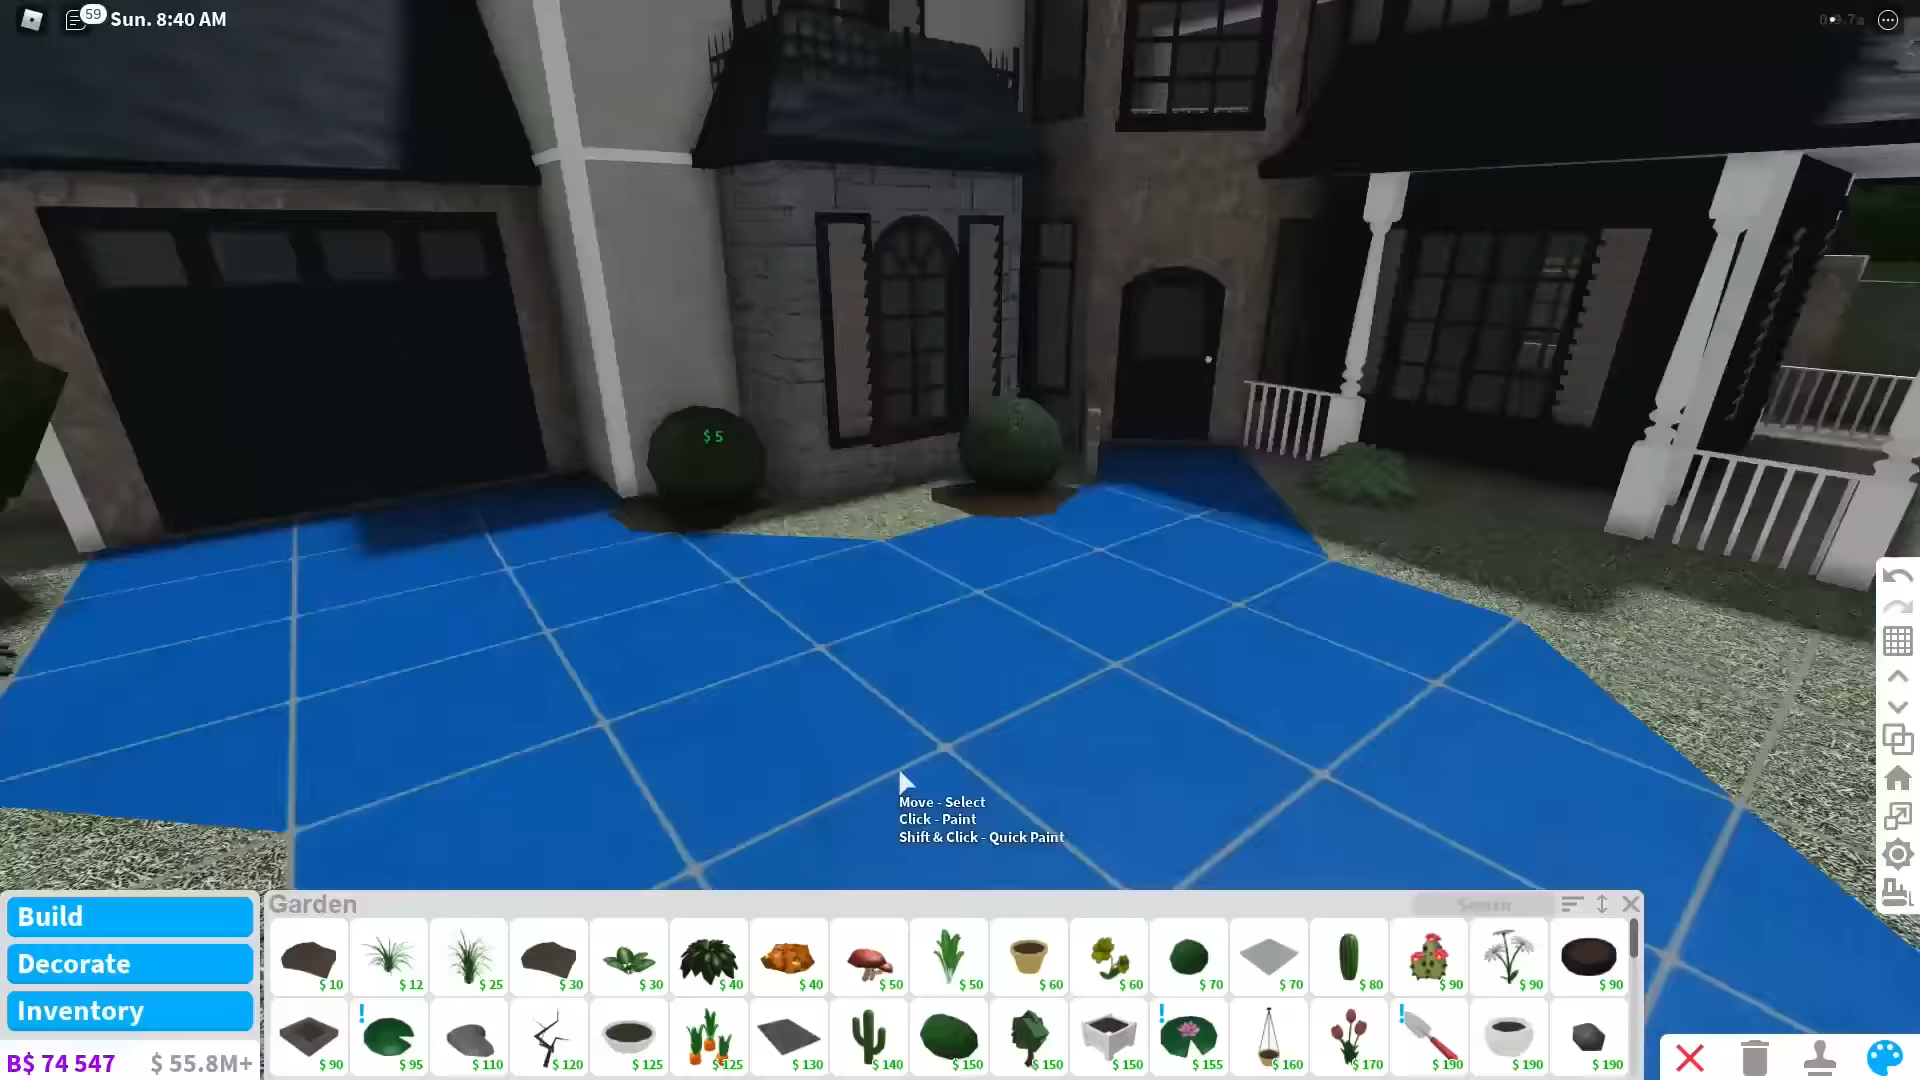 59 Sun. 8:40 AM
$ 5
Move - Select
Click - Paint
Shift & Click - Quick Paint
Build
Decorate
Inventory
B$ 74 547 $ 55.8M+
Garden
Search
$ 10 $ 12 $ 25 $ 30 $ 30 $ 40 $ 40 $ 50 $ 50 $ 60 $ 60 $ 70 $ 70 $ 80 $ 90 $ 90 $ 90
$ 90 $ 95 $ 110 $ 120 $ 125 $ 125 $ 130 $ 140 $ 150 $ 150 $ 150 $ 155 $ 160 $ 170 $ 190 $ 190 $ 190